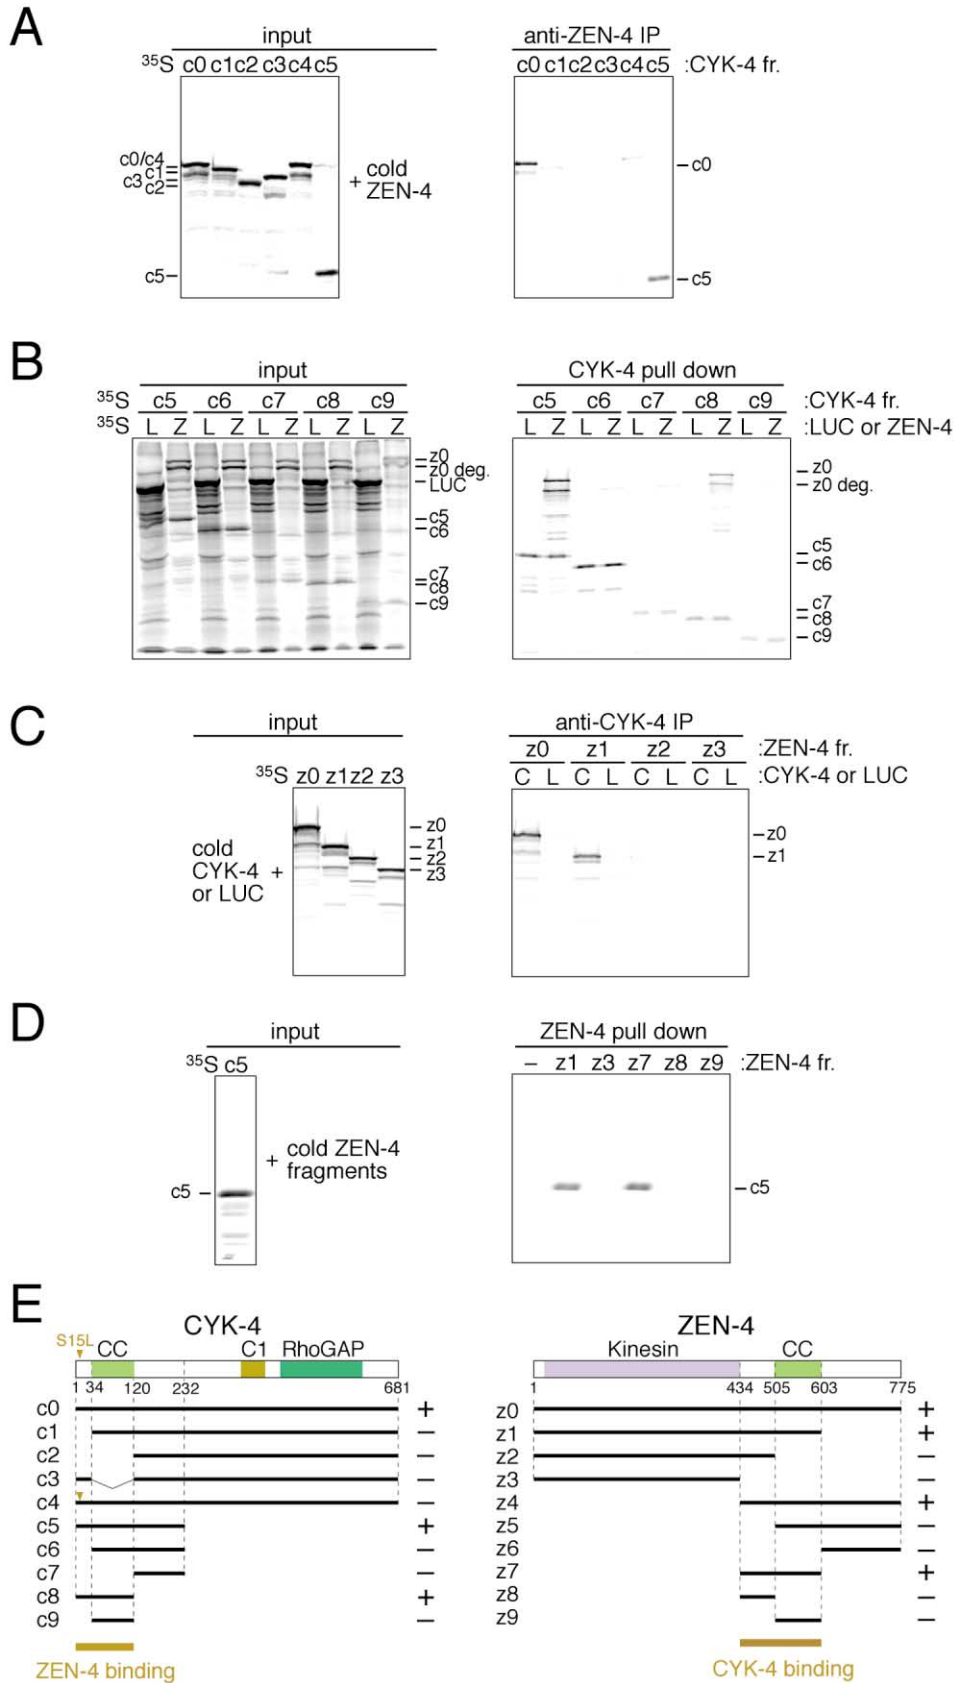 A
input
anti-ZEN-4 IP
35S c0 c1 c2 c3 c4 c5
c0 c1 c2 c3 c4 c5 :CYK-4 fr.
c0/c4
c1
c3 c2
c5
+ cold ZEN-4
c0
c5
B
input
CYK-4 pull down
35S c5 c6 c7 c8 c9
c5 c6 c7 c8 c9 :CYK-4 fr.
35S L Z L Z L Z L Z L Z
L Z L Z L Z L Z L Z :LUC or ZEN-4
z0
z0 deg.
LUC
c5
c6
c7
c8
c9
z0
z0 deg.
c5
c6
c7
c8
c9
C
input
anti-CYK-4 IP
z0 z1 z2 z3 :ZEN-4 fr.
35S z0 z1 z2 z3
C L C L C L C L :CYK-4 or LUC
cold
CYK-4 +
or LUC
z0
z1
z2
z3
z0
z1
D
input
ZEN-4 pull down
35S c5
– z1 z3 z7 z8 z9 :ZEN-4 fr.
+ cold ZEN-4
fragments
c5
c5
E
CYK-4
S15L
CC C1 RhoGAP
1 34 120 232 681
c0 +
c1 –
c2 –
c3 –
c4 –
c5 +
c6 –
c7 –
c8 +
c9 –
ZEN-4 binding
ZEN-4
Kinesin CC
1 434 505 603 775
z0 +
z1 +
z2 –
z3 –
z4 +
z5 –
z6 –
z7 +
z8 –
z9 –
CYK-4 binding